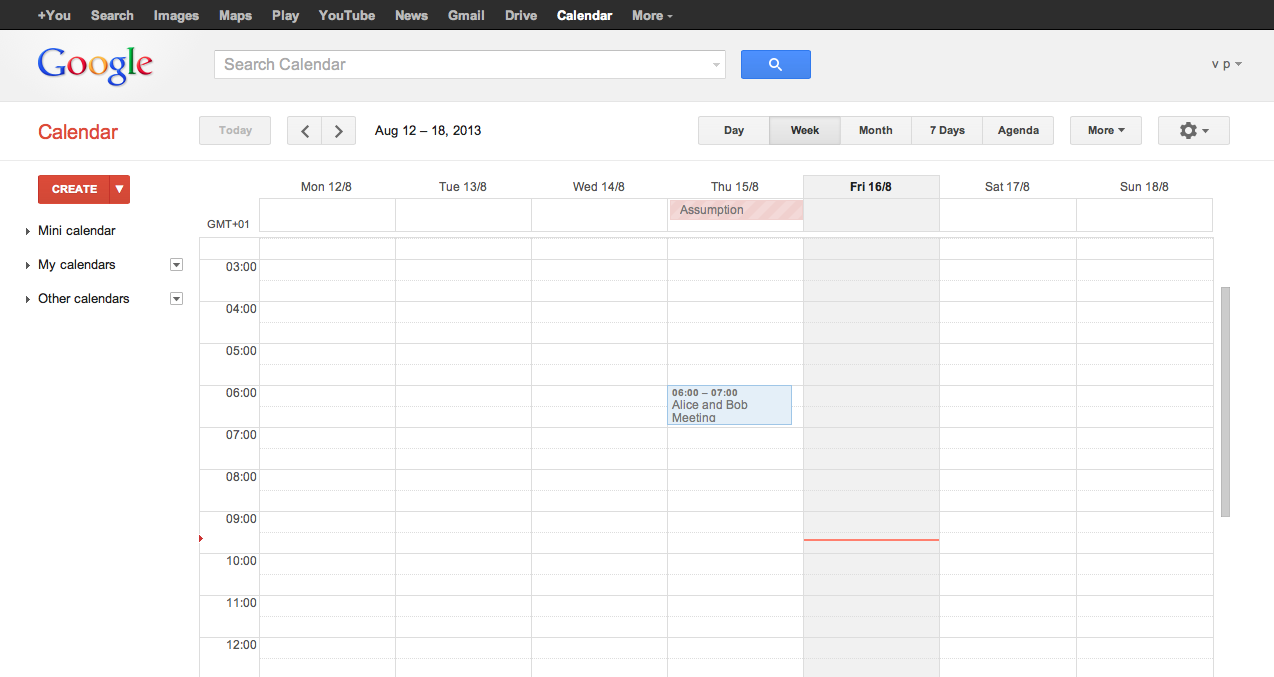 +You Search Images Maps Play YouTube News Gmail Drive Calendar More
Google
Search Calendar
v p
Calendar
Today
Aug 12 – 18, 2013
Day Week Month 7 Days Agenda
More
CREATE
Mini calendar
My calendars
Other calendars
Mon 12/8 Tue 13/8 Wed 14/8 Thu 15/8 Fri 16/8 Sat 17/8 Sun 18/8
GMT+01
Assumption
03:00
04:00
05:00
06:00
06:00 – 07:00
Alice and Bob
Meeting
07:00
08:00
09:00
10:00
11:00
12:00